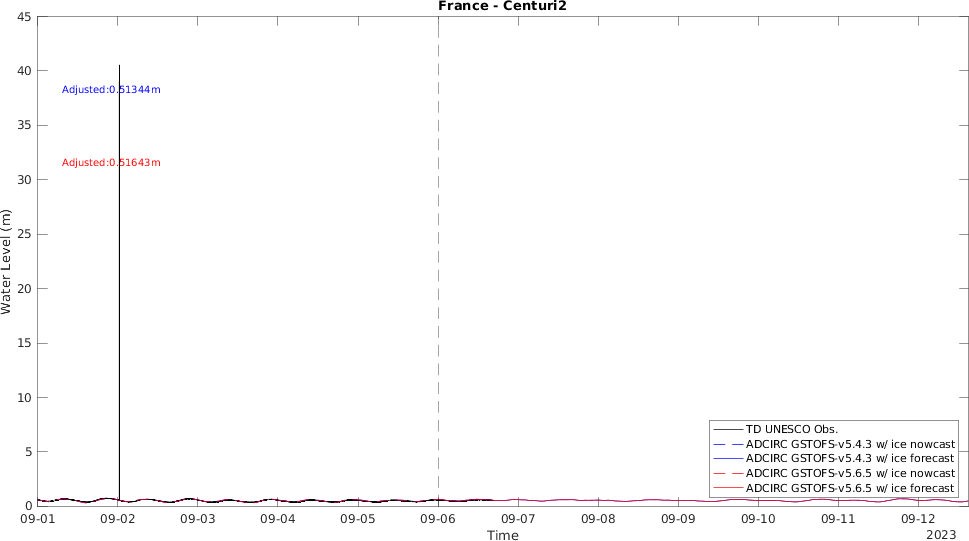 France - Centuri2
45
40
35
30
25
20
15
10
5
0
Water Level (m)
Adjusted:0.51344m
Adjusted:0.51643m
TD UNESCO Obs.
ADCIRC GSTOFS-v5.4.3 w/ ice nowcast
ADCIRC GSTOFS-v5.4.3 w/ ice forecast
ADCIRC GSTOFS-v5.6.5 w/ ice nowcast
ADCIRC GSTOFS-v5.6.5 w/ ice forecast
09-01 09-02 09-03 09-04 09-05 09-06 09-07 09-08 09-09 09-10 09-11 09-12
Time
2023